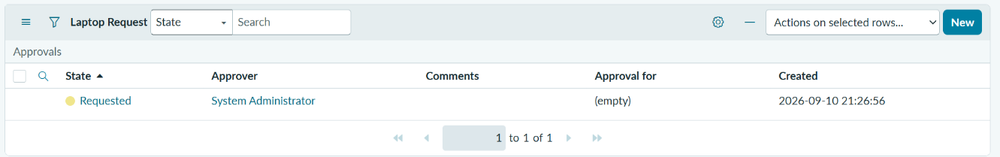 Laptop Request State Search Actions on selected rows... New
Approvals
State Approver Comments Approval for Created
Requested System Administrator (empty) 2026-09-10 21:26:56
1 to 1 of 1